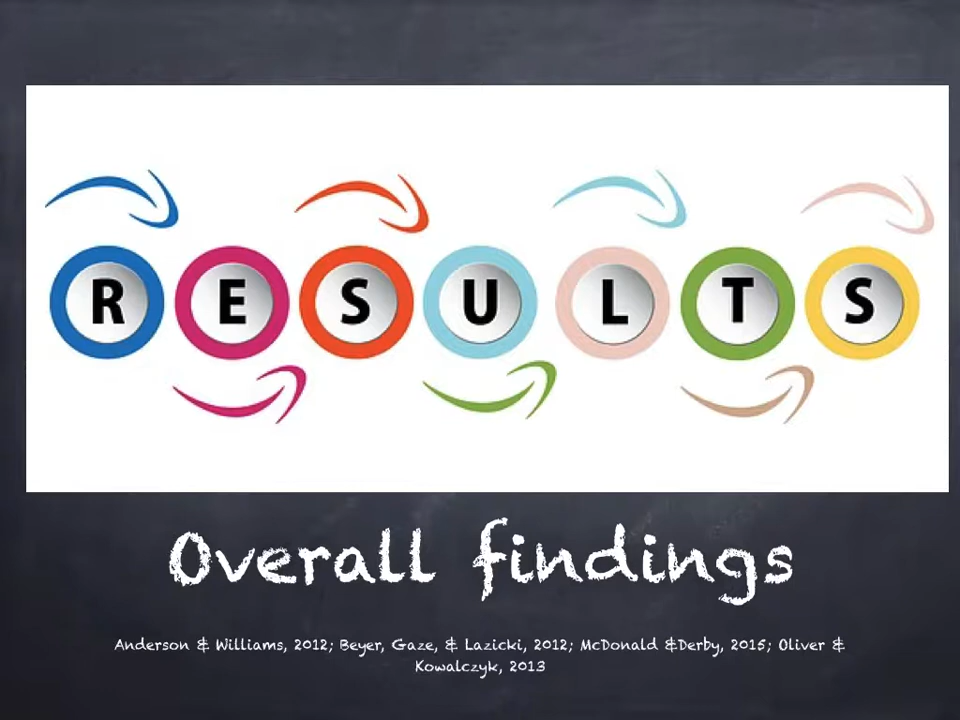 RESULTS
Overall findings
Anderson & Williams, 2012; Beyer, Gaze, & Lazicki, 2012; McDonald &Derby, 2015; Oliver &
Kowalczyk, 2013